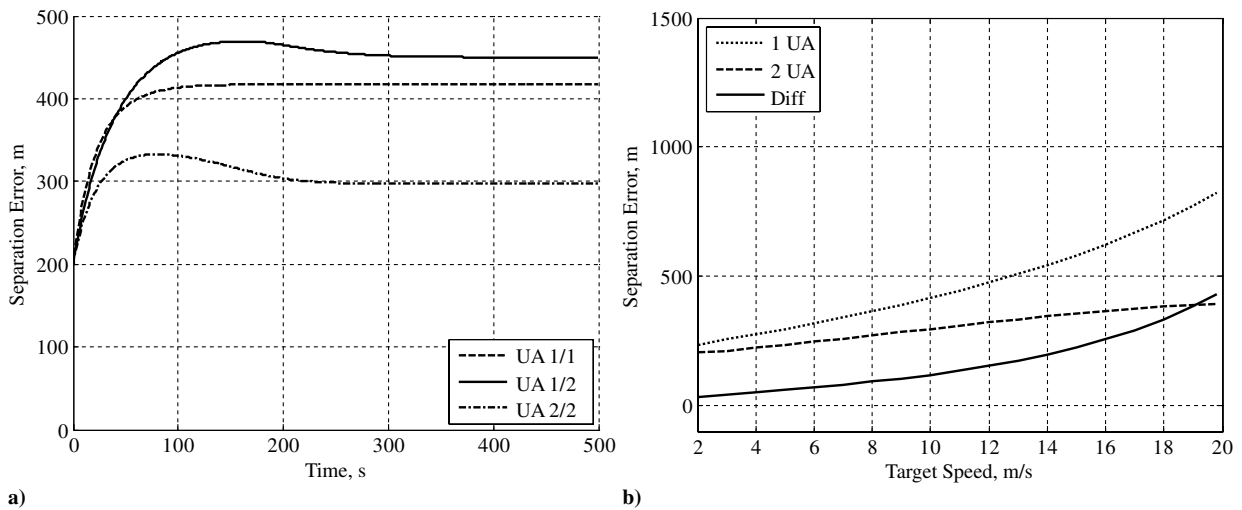 500
400
300
200
100
0
Separation Error, m
0
100
200
300
400
500
Time, s
UA 1/1
UA 1/2
UA 2/2
a)
1500
1000
500
0
Separation Error, m
2
4
6
8
10
12
14
16
18
20
Target Speed, m/s
1 UA
2 UA
Diff
b)